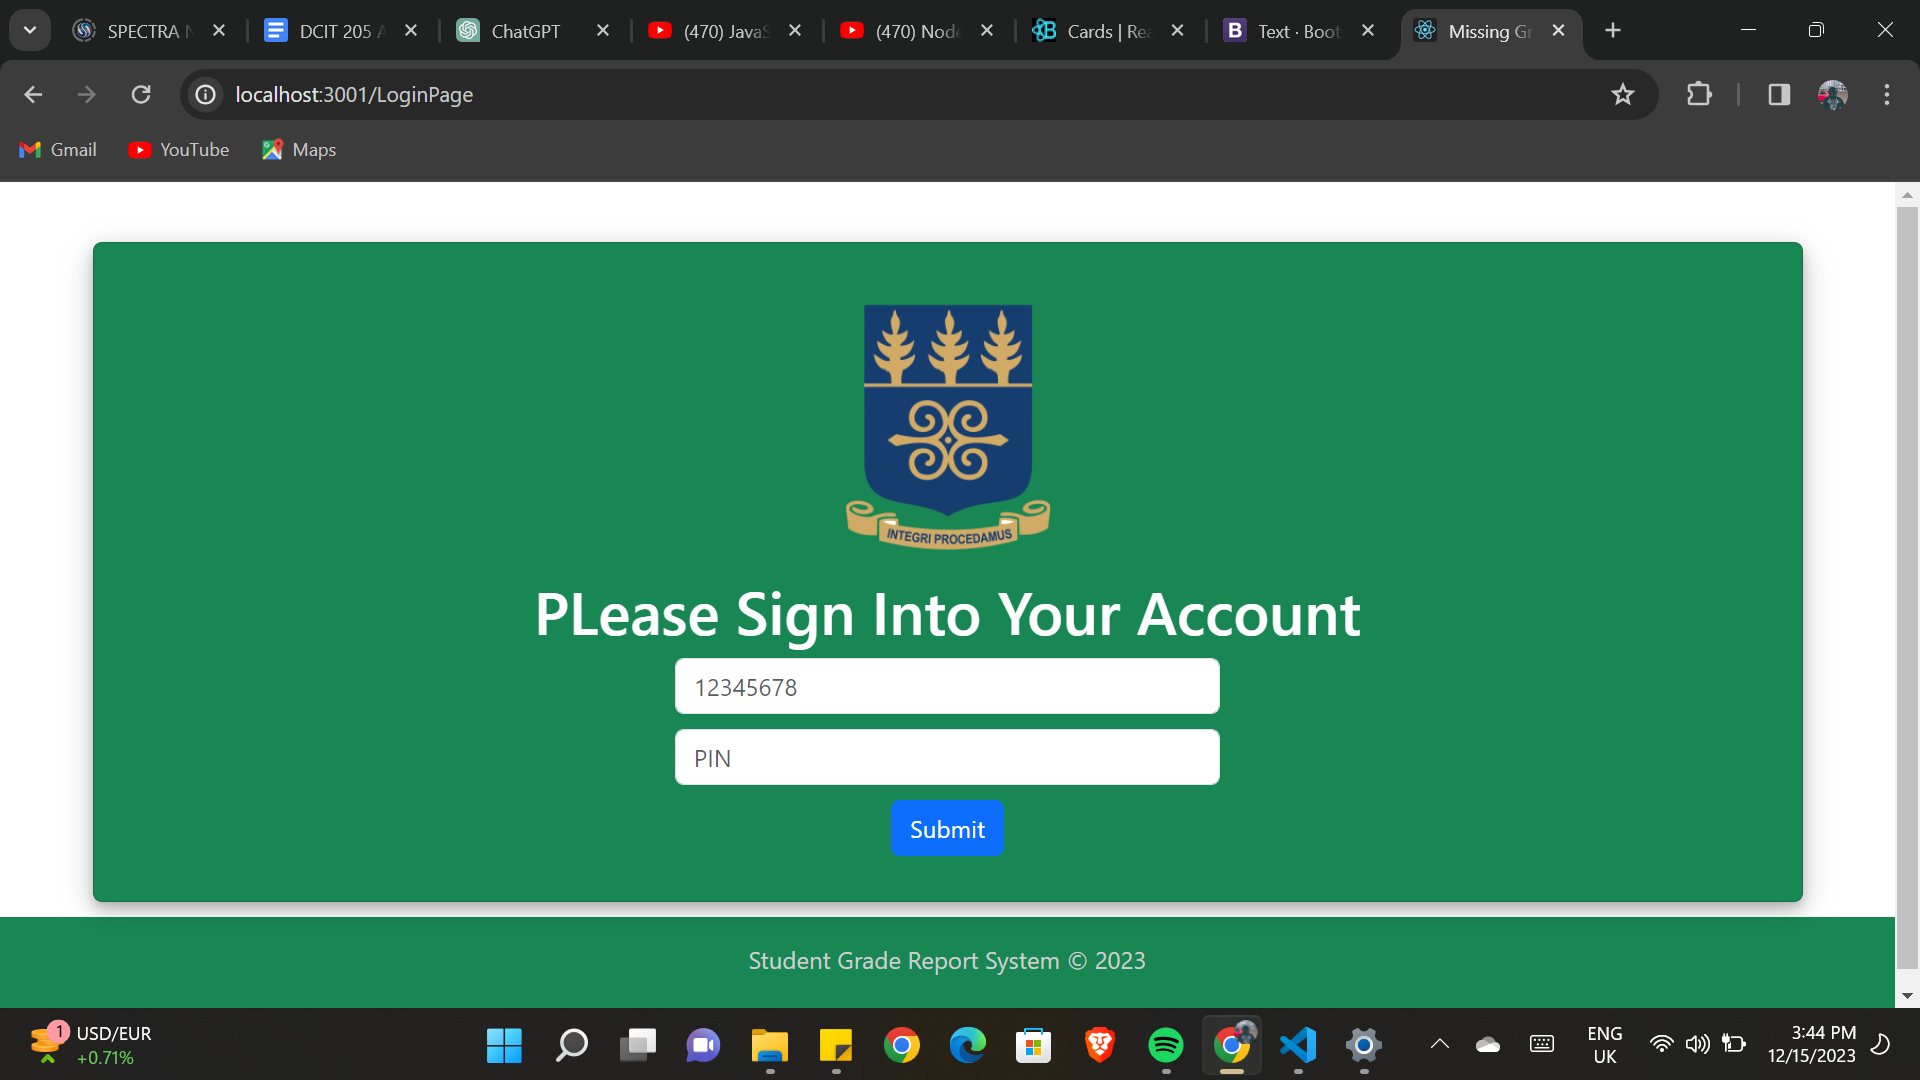 SPECTRA
DCIT 205
ChatGPT
(470) JavaS
(470) Node
Cards | Rea
Text · Boot
Missing Gr
localhost:3001/LoginPage
Gmail
YouTube
Maps
INTEGRI PROCEDAMUS
PLease Sign Into Your Account
12345678
PIN
Submit
Student Grade Report System © 2023
1
USD/EUR
+0.71%
ENG
UK
3:44 PM
12/15/2023